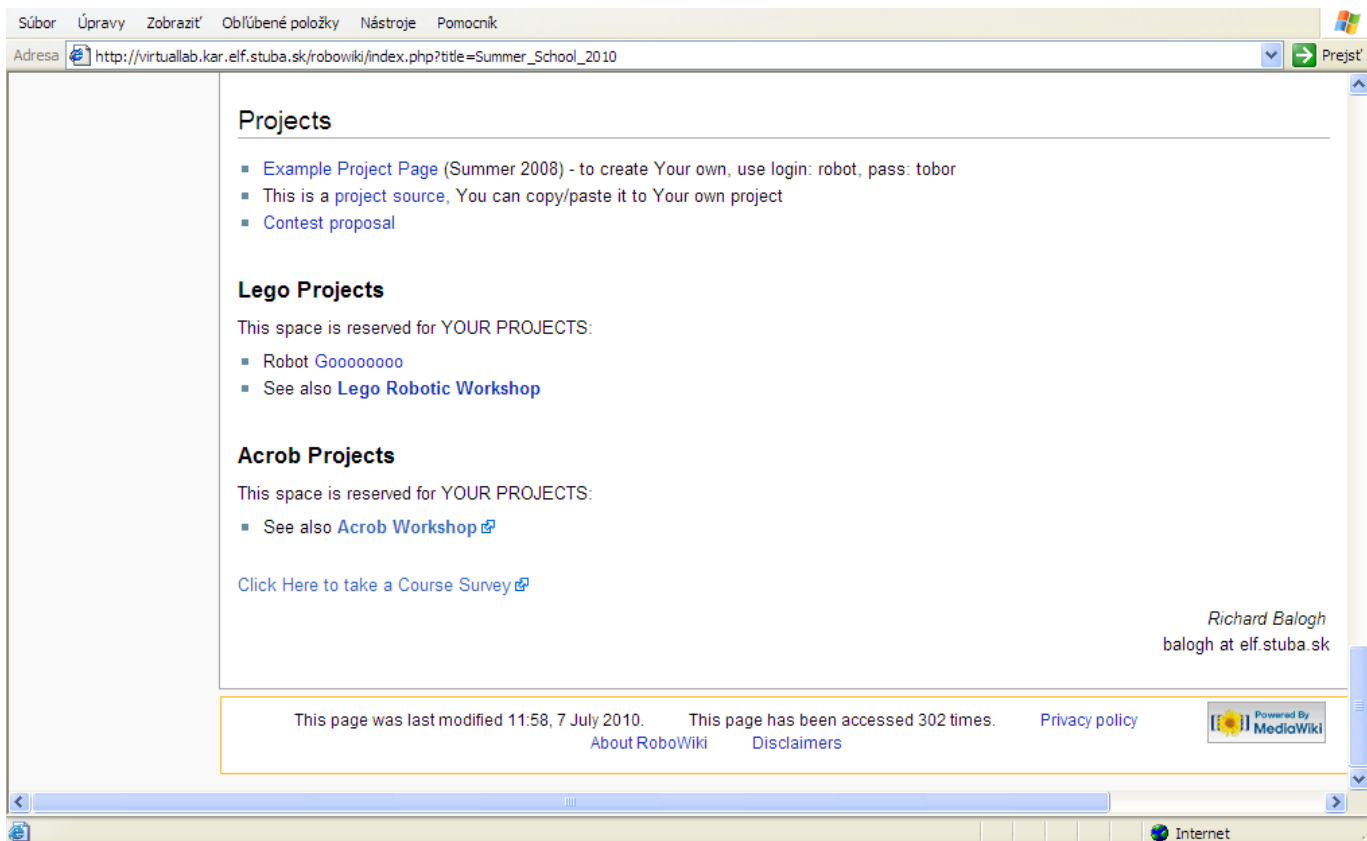 Súbor Úpravy Zobraziť Obľúbené položky Nástroje Pomocník
Adresa http://virtuallab.kar.elf.stuba.sk/robowiki/index.php?title=Summer_School_2010 Prejsť
Projects
Example Project Page (Summer 2008) - to create Your own, use login: robot, pass: tobor
This is a project source, You can copy/paste it to Your own project
Contest proposal
Lego Projects
This space is reserved for YOUR PROJECTS:
Robot Goooooooo
See also Lego Robotic Workshop
Acrob Projects
This space is reserved for YOUR PROJECTS:
See also Acrob Workshop
Click Here to take a Course Survey
Richard Balogh
balogh at elf.stuba.sk
This page was last modified 11:58, 7 July 2010. This page has been accessed 302 times. Privacy policy
About RoboWiki Disclaimers
Powered By
MediaWiki
Internet